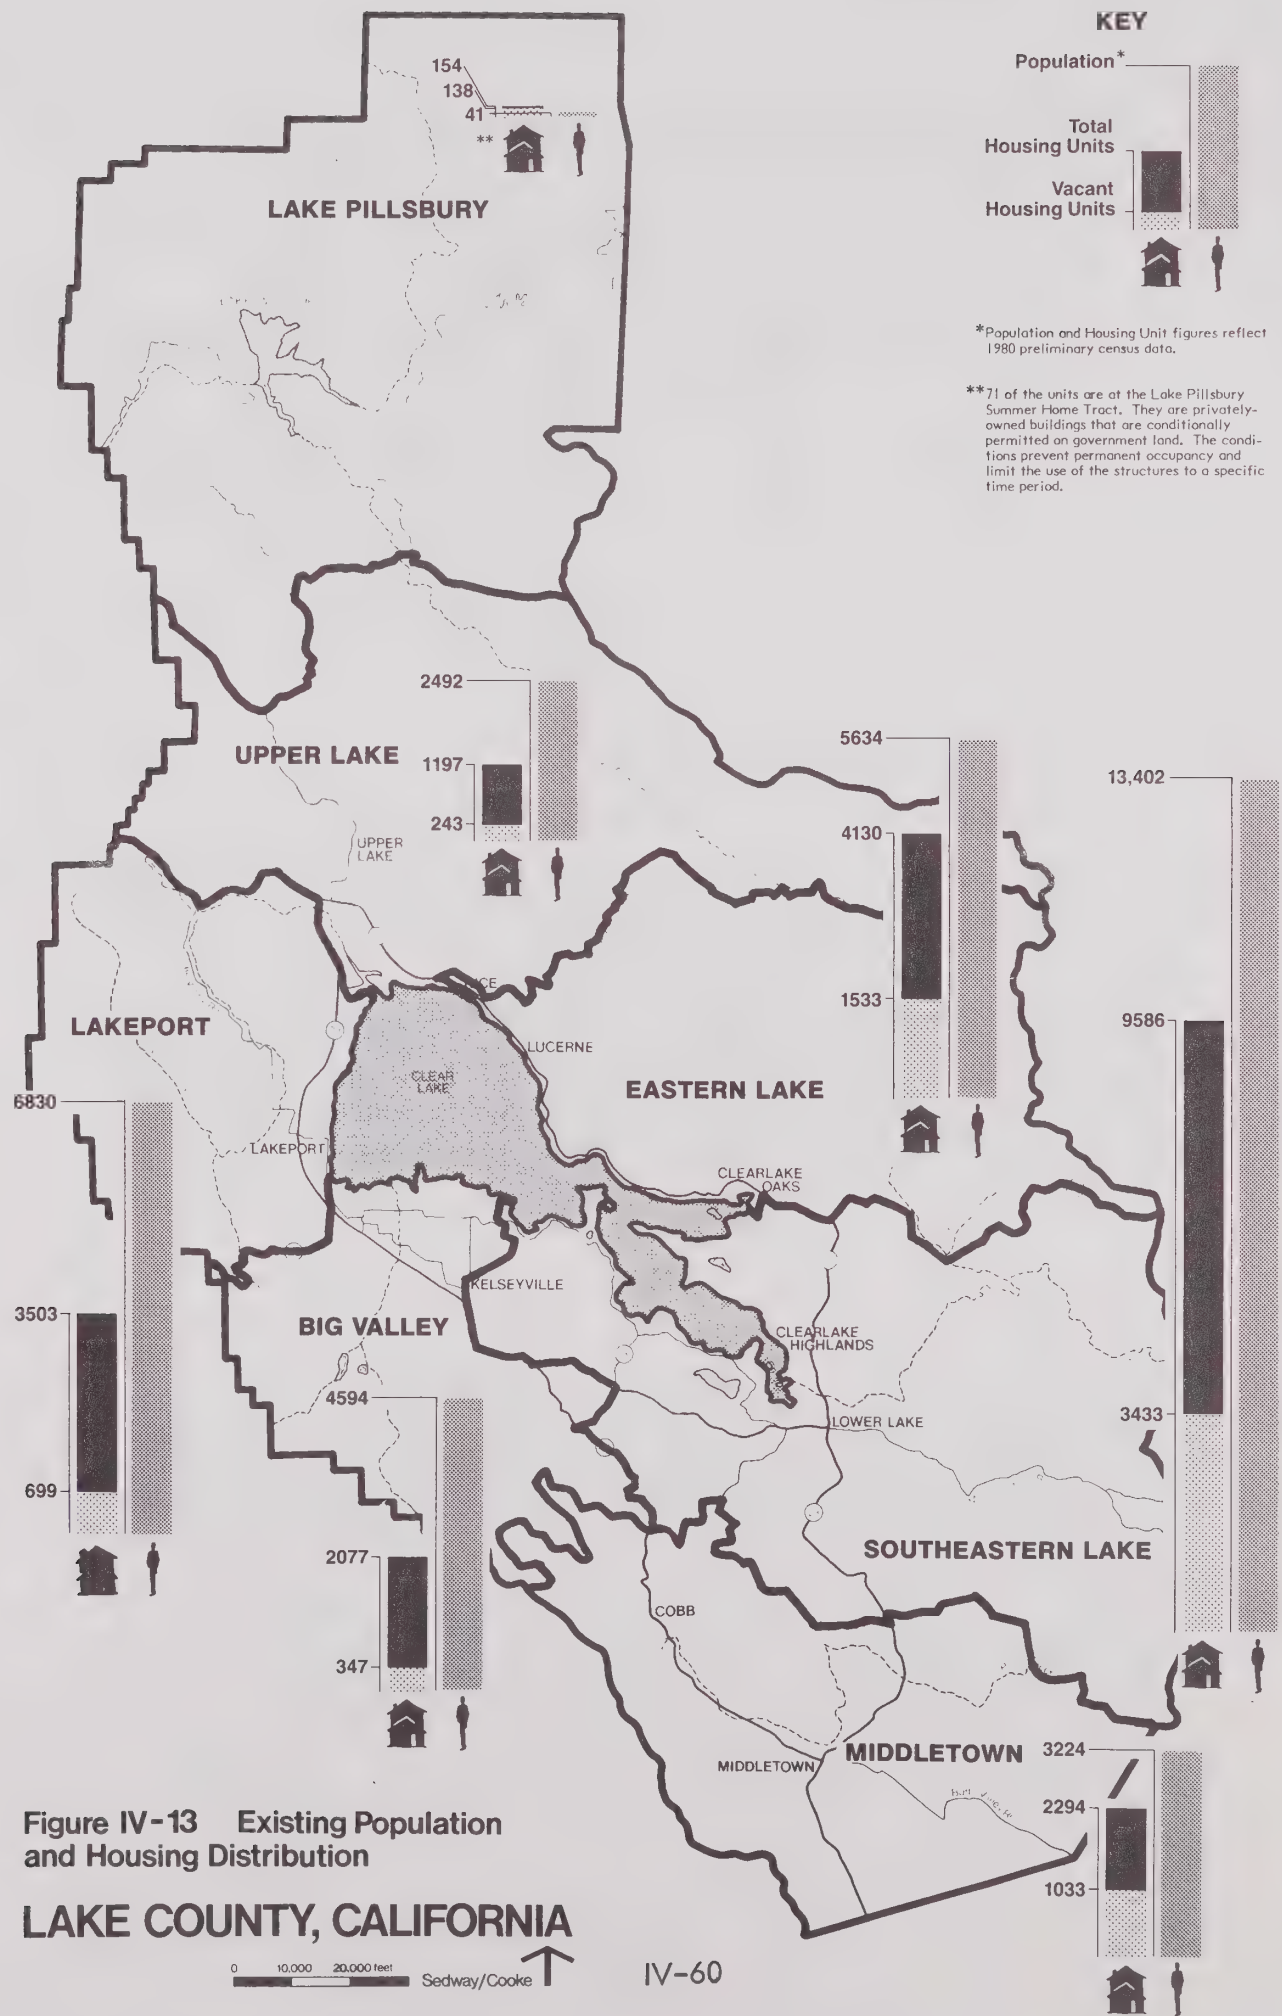 KEY
Population*
Total
Housing Units
Vacant
Housing Units
*Population and Housing Unit figures reflect
1980 preliminary census data.
**71 of the units are at the Lake Pillsbury
Summer Home Tract. They are privately-
owned buildings that are conditionally
permitted on government land. The condi-
tions prevent permanent occupancy and
limit the use of the structures to a specific
time period.
154
138
41
**
LAKE PILLSBURY
2492
UPPER LAKE
1197
243
UPPER
LAKE
5634
4130
1533
13,402
9586
3433
LAKEPORT
LUCERNE
CLEAR
LAKE
EASTERN LAKE
6830
LAKEPORT
CLEARLAKE
OAKS
3503
699
KELSEYVILLE
BIG VALLEY
CLEARLAKE
HIGHLANDS
4594
LOWER LAKE
2077
347
SOUTHEASTERN LAKE
COBB
MIDDLETOWN
MIDDLETOWN
3224
2294
1033
Figure IV-13 Existing Population
and Housing Distribution
LAKE COUNTY, CALIFORNIA
0 10,000 20,000 feet
Sedway/Cooke
IV-60